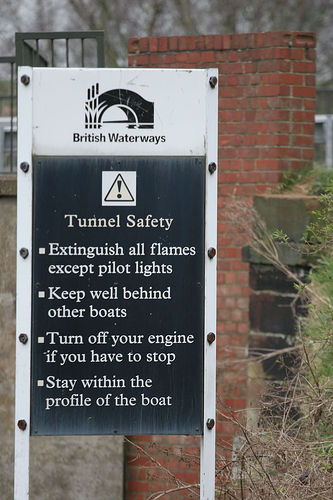 British Waterways
Tunnel Safety
Extinguish all flames
except pilot lights
Keep well behind
other boats
Turn off your engine
if you have to stop
Stay within the
profile of the boat